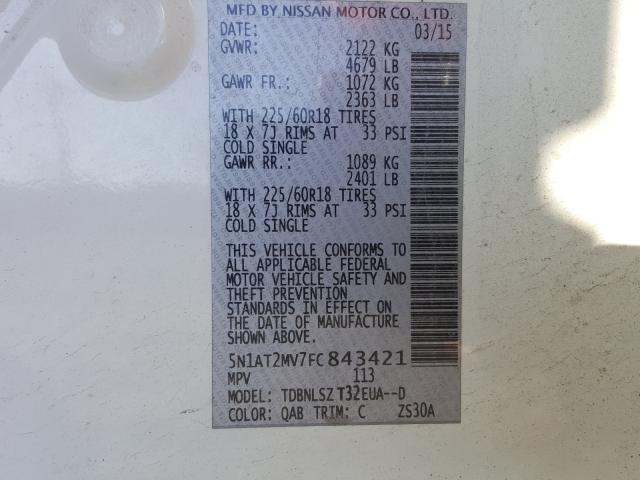 MFD BY NISSAN MOTOR CO., LTD.
DATE: 03/15
GVWR: 2122 KG
4679 LB
GAWR FR.: 1072 KG
2363 LB
WITH 225/60R18 TIRES
18 X 7J RIMS AT 33 PSI
COLD SINGLE
GAWR RR.: 1089 KG
2401 LB
WITH 225/60R18 TIRES
18 X 7J RIMS AT 33 PSI
COLD SINGLE
THIS VEHICLE CONFORMS TO
ALL APPLICABLE FEDERAL
MOTOR VEHICLE SAFETY AND
THEFT PREVENTION
STANDARDS IN EFFECT ON
THE DATE OF MANUFACTURE
SHOWN ABOVE.
5N1AT2MV7FC843421
MPV 113
MODEL: TDBNLSZ T32EUA--D
COLOR: QAB TRIM: C ZS30A